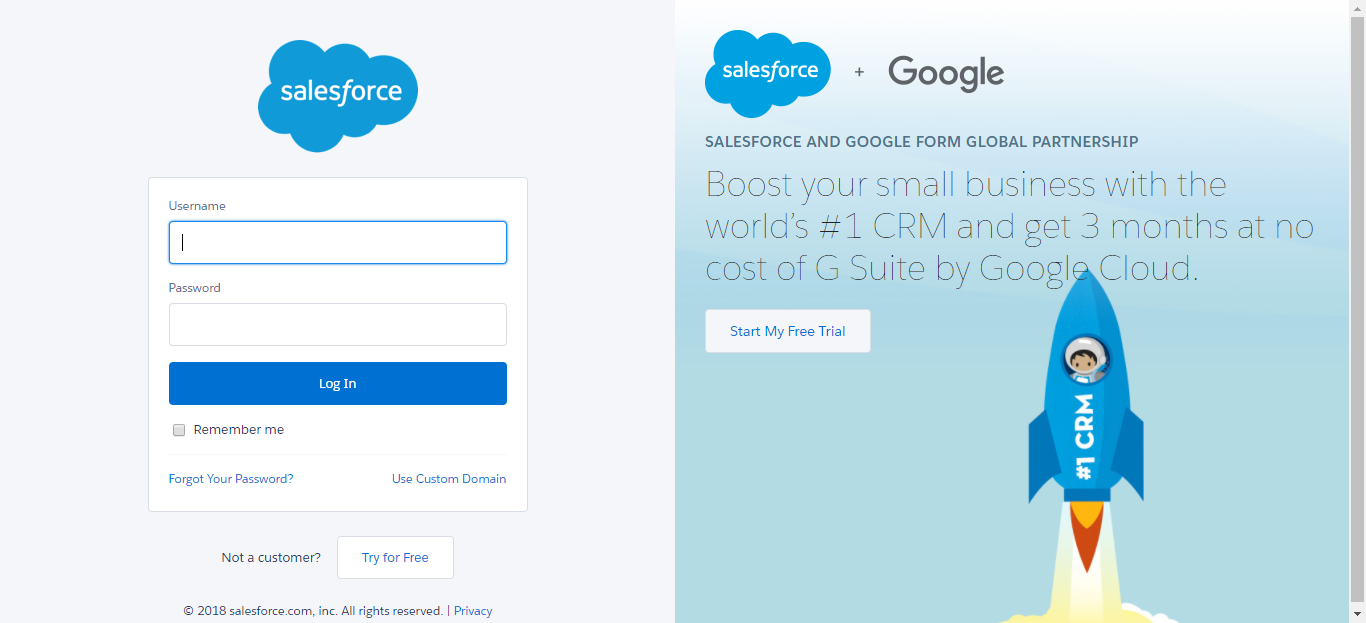 salesforce
Username
Password
Log In
Remember me
Forgot Your Password?
Use Custom Domain
Not a customer?
Try for Free
© 2018 salesforce.com, inc. All rights reserved. | Privacy
salesforce + Google
SALESFORCE AND GOOGLE FORM GLOBAL PARTNERSHIP
Boost your small business with the
world's #1 CRM and get 3 months at no
cost of G Suite by Google Cloud.
Start My Free Trial
#1 CRM